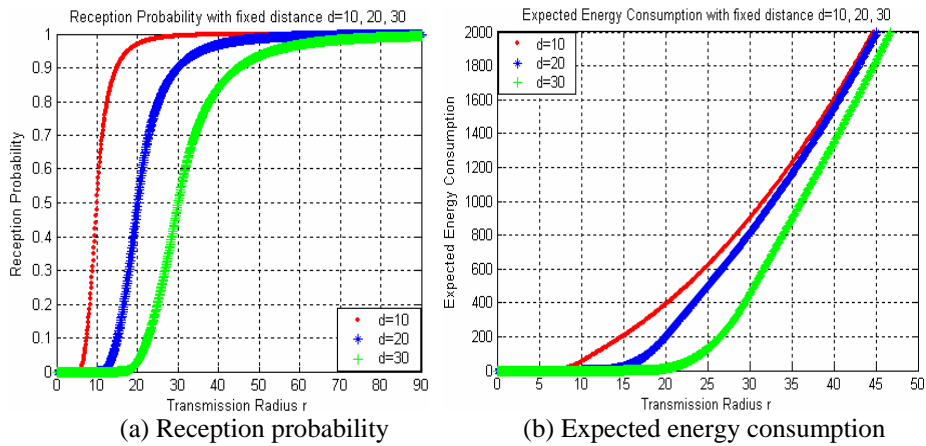 Reception Probability with fixed distance d=10, 20, 30
1
0.9
0.8
0.7
0.6
0.5
0.4
0.3
0.2
0.1
0
Reception Probability
d=10
d=20
d=30
0 10 20 30 40 50 60 70 80 90
Transmission Radius r
(a) Reception probability
Expected Energy Consumption with fixed distance d=10, 20, 30
2000
1800
1600
1400
1200
1000
800
600
400
200
0
Expected Energy Consumption
d=10
d=20
d=30
0 5 10 15 20 25 30 35 40 45 50
Transmission Radius r
(b) Expected energy consumption